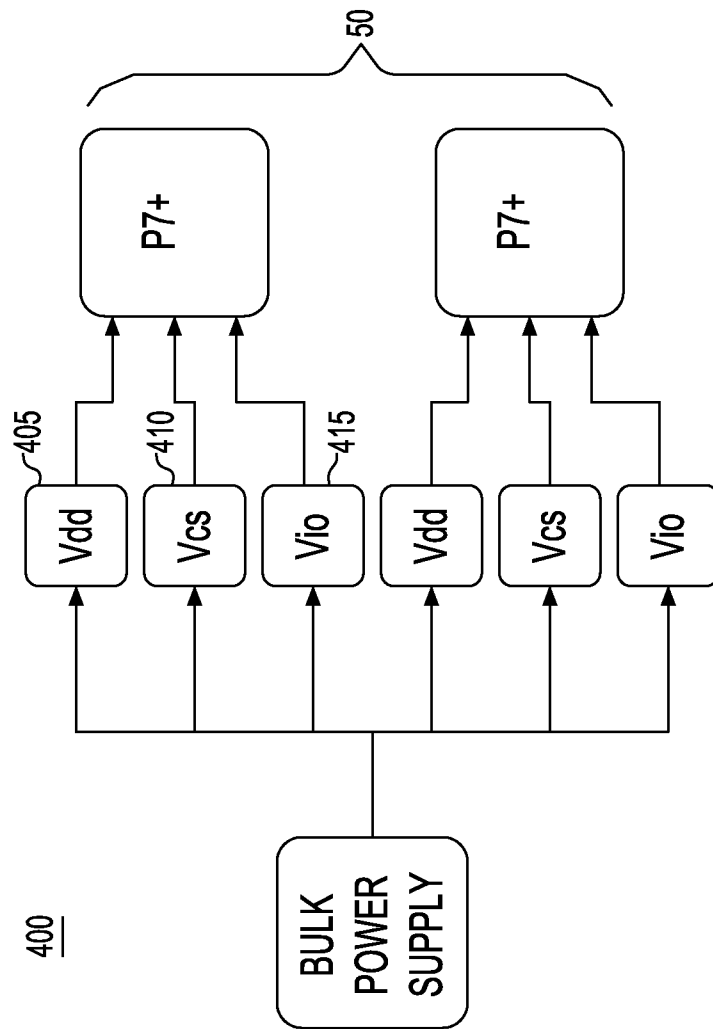 400
BULK
POWER
SUPPLY
Vdd
405
Vcs
410
Vio
415
Vdd
Vcs
Vio
P7+
P7+
50